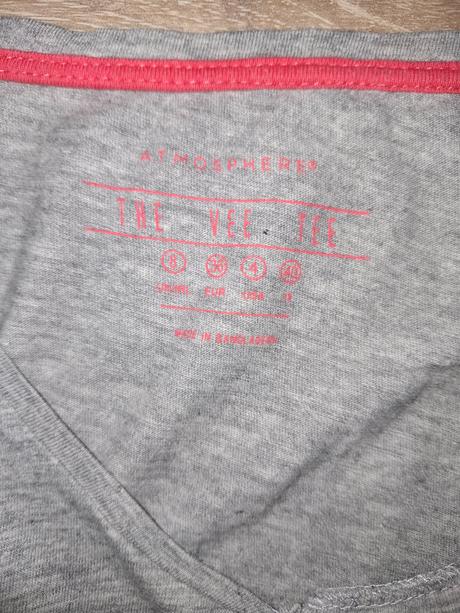 ATMOSPHERE®
THE VEE TEE
8 36 4 40
UK/IRL EUR USA IT
MADE IN BANGLADESH